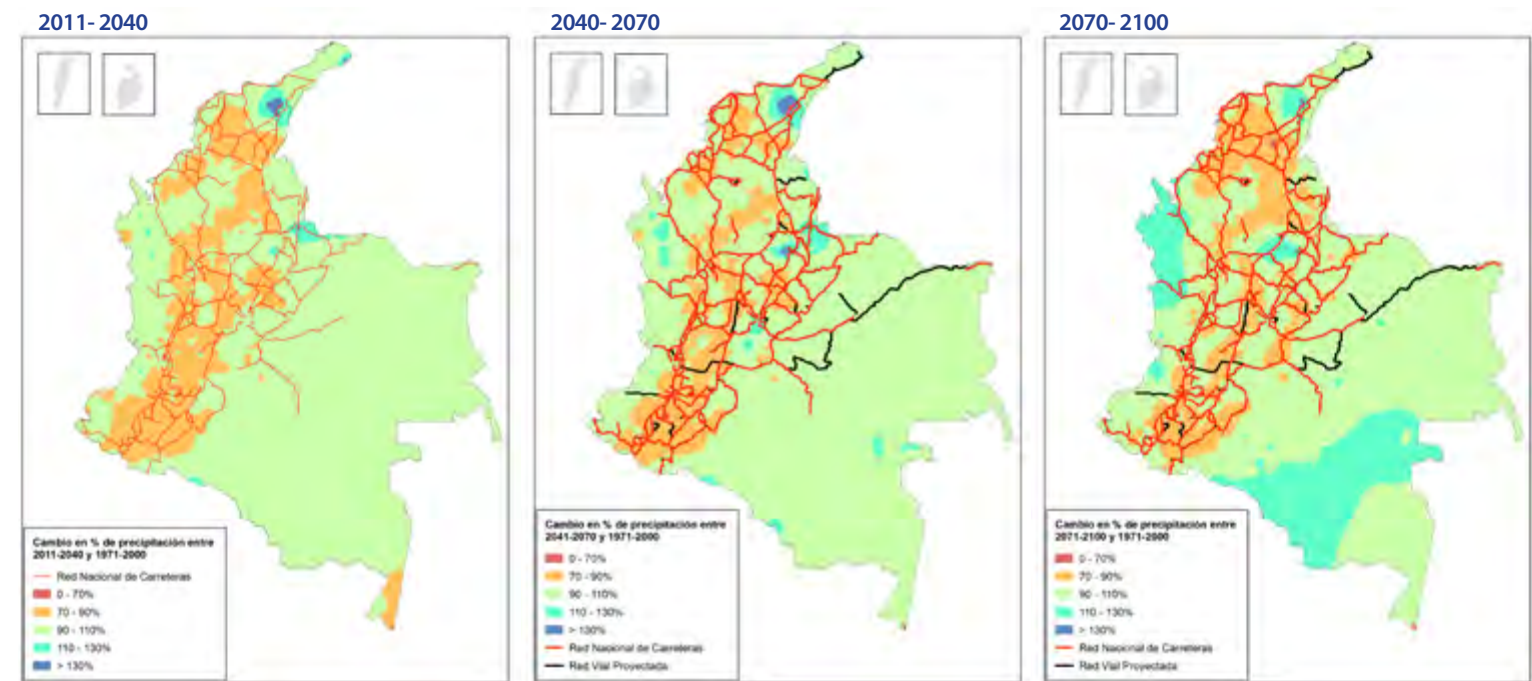 2011- 2040
Cambio en % de precipitación entre
2011-2040 y 1971-2000
Red Nacional de Carreteras
0 - 70%
70 - 90%
90 - 110%
110 - 130%
> 130%
2040- 2070
Cambio en % de precipitación entre
2041-2070 y 1971-2000
0 - 70%
70 - 90%
90 - 110%
110 - 130%
> 130%
Red Nacional de Carreteras
Red Vial Proyectada
2070- 2100
Cambio en % de precipitación entre
2071-2100 y 1971-2000
0 - 70%
70 - 90%
90 - 110%
110 - 130%
> 130%
Red Nacional de Carreteras
Red Vial Proyectada